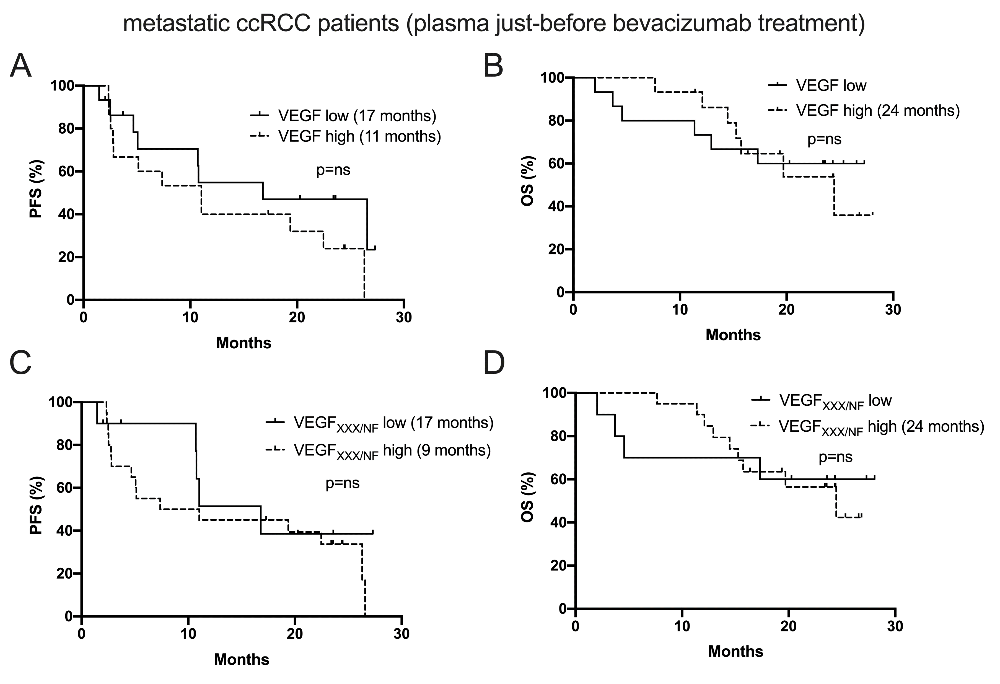 metastatic ccRCC patients (plasma just-before bevacizumab treatment)
A
100
80
60
40
20
0
PFS (%)
VEGF low (17 months)
VEGF high (11 months)
p=ns
0 10 20 30
Months
B
100
80
60
40
20
0
OS (%)
VEGF low
VEGF high (24 months)
p=ns
0 10 20 30
Months
C
100
80
60
40
20
0
PFS (%)
VEGFXXX/NF low (17 months)
VEGFXXX/NF high (9 months)
p=ns
0 10 20 30
Months
D
100
80
60
40
20
0
OS (%)
VEGFXXX/NF low
VEGFXXX/NF high (24 months)
p=ns
0 10 20 30
Months